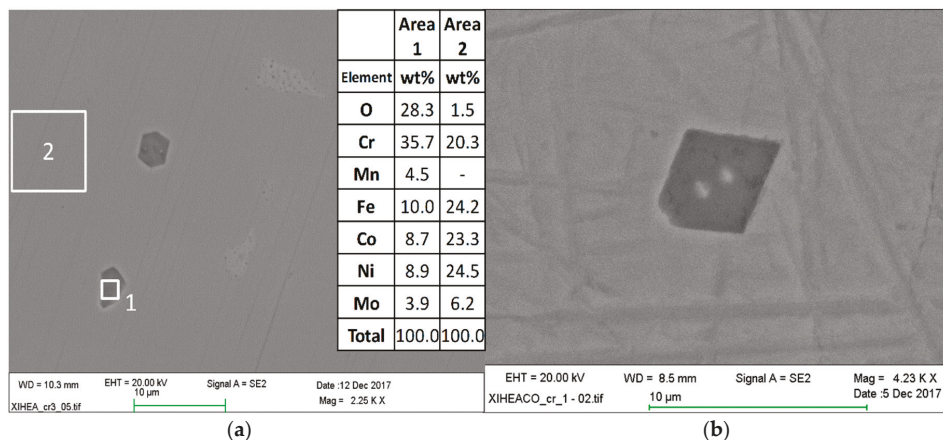 Area 1 Area 2
Element wt% wt%
O 28.3 1.5
Cr 35.7 20.3
Mn 4.5 -
Fe 10.0 24.2
Co 8.7 23.3
Ni 8.9 24.5
Mo 3.9 6.2
Total 100.0 100.0
2
1
WD = 10.3 mm EHT = 20.00 kV Signal A = SE2 Date :12 Dec 2017
10 µm Mag = 2.25 K X
XIHEA_cr3_05.tif
EHT = 20.00 kV WD = 8.5 mm Signal A = SE2 Mag = 4.23 K X
10 µm Date :5 Dec 2017
XIHEACO_cr_1 - 02.tif
(a) (b)